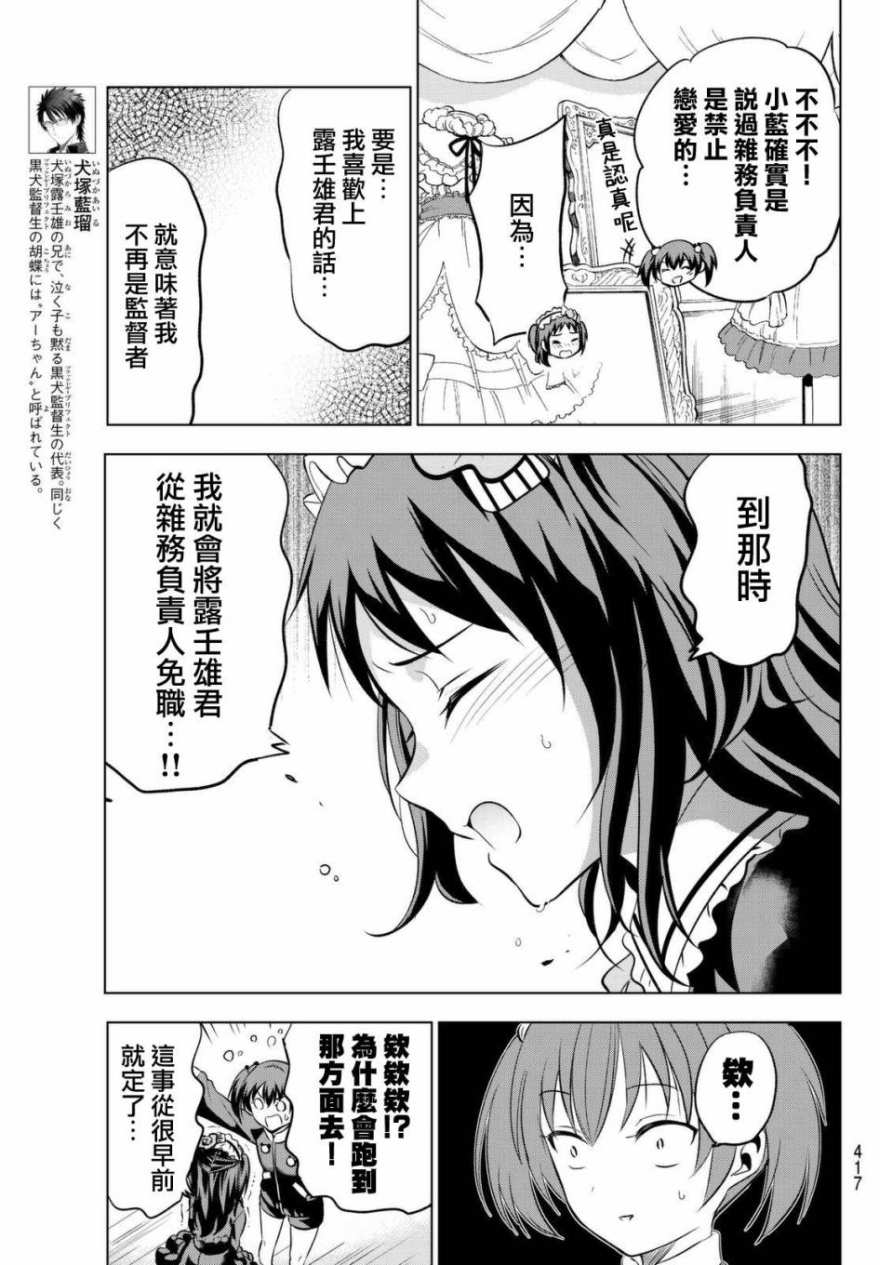 不不不!
小藍確實是
說過雜務負責人
是禁止
戀愛的…
真是認真呢
因為…
要是…
我喜歡上
露壬雄君的話…
就意味著我
不再是監督者
到那時
我就會將露壬雄君
從雜務負責人免職…!!
欸…
欸欸欸!?
為什麼會跑到
那方面去!
這事從很早前
就定了…
犬塚藍瑠
いぬづかあいる
犬塚露壬雄の兄で、泣く子も黙る黒犬監督生の代表。同じく
黒犬監督生の胡蝶には〝アーちゃん〟と呼ばれている。
417